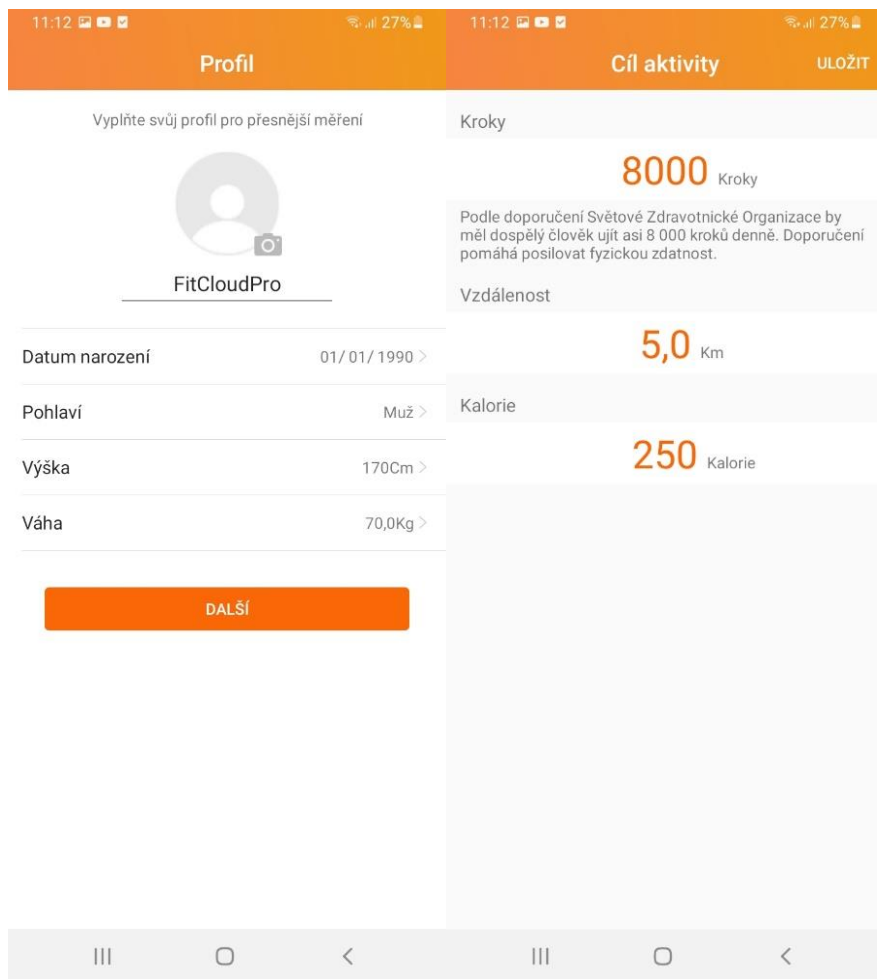 11:12 27%
Profil
Vyplňte svůj profil pro přesnější měření
FitCloudPro
Datum narození 01/01/1990
Pohlaví Muž
Výška 170Cm
Váha 70,0Kg
DALŠÍ
11:12 27%
Cíl aktivity ULOŽIT
Kroky
8000 Kroky
Podle doporučení Světové Zdravotnické Organizace by
měl dospělý člověk ujít asi 8 000 kroků denně. Doporučení
pomáhá posilovat fyzickou zdatnost.
Vzdálenost
5,0 Km
Kalorie
250 Kalorie